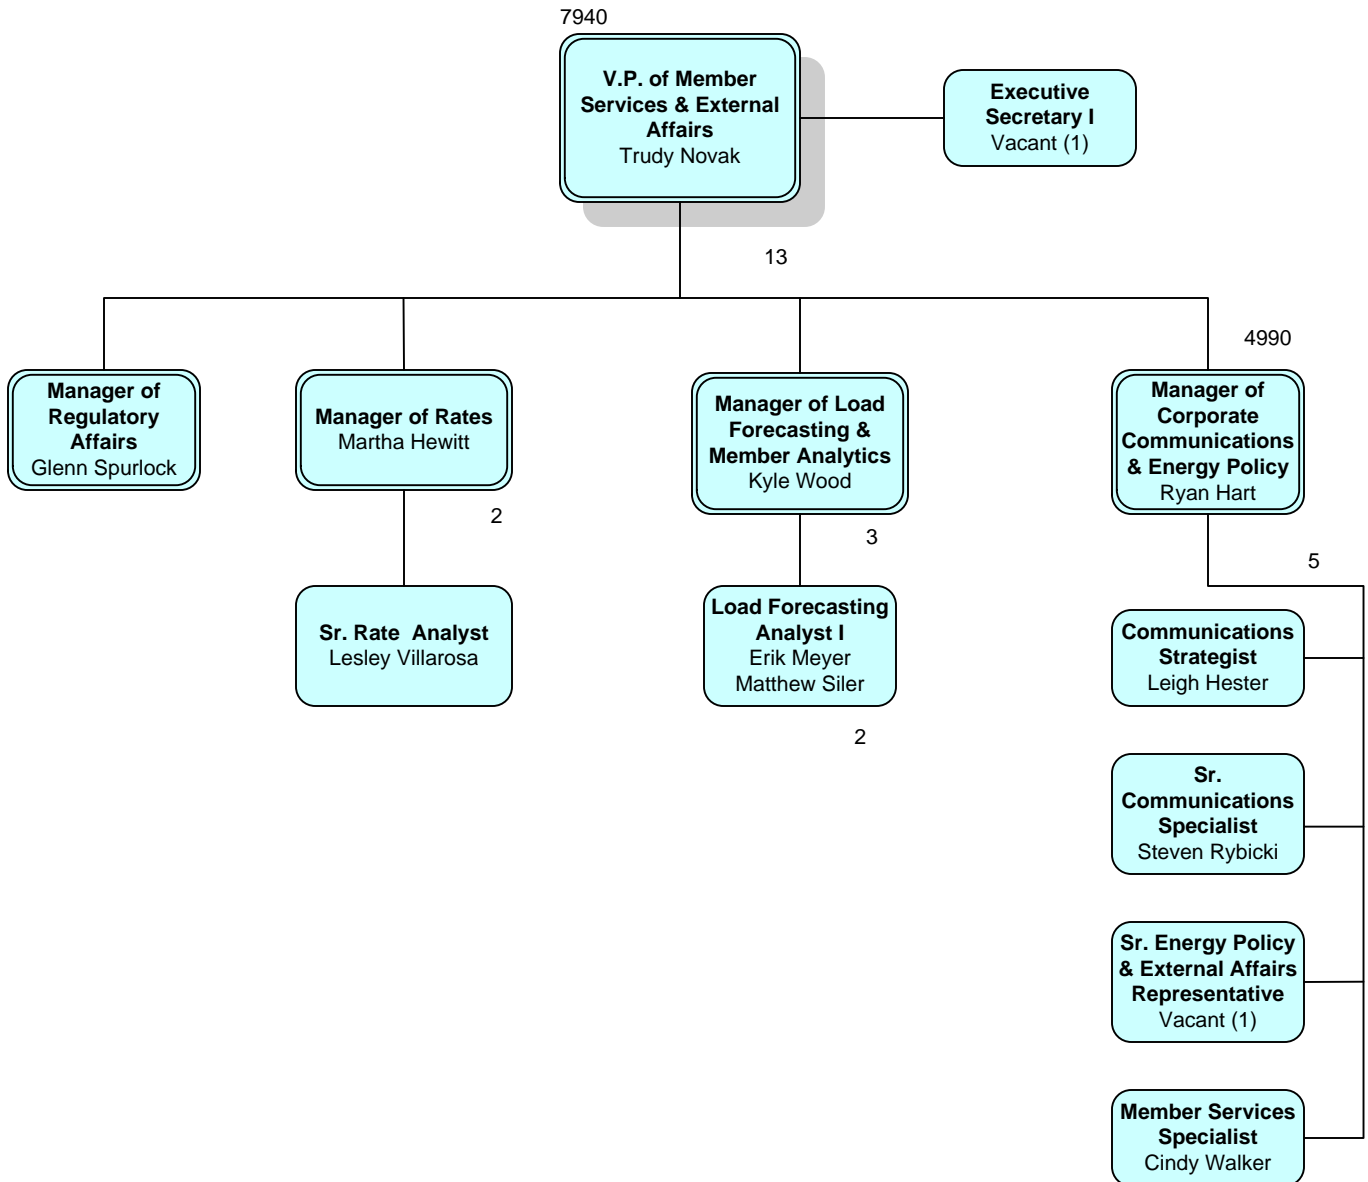 7940
V.P. of Member
Services & External
Affairs
Trudy Novak
Executive
Secretary I
Vacant (1)
13
Manager of
Regulatory
Affairs
Glenn Spurlock
Manager of Rates
Martha Hewitt
2
Sr. Rate Analyst
Lesley Villarosa
Manager of Load
Forecasting &
Member Analytics
Kyle Wood
3
Load Forecasting
Analyst I
Erik Meyer
Matthew Siler
2
4990
Manager of
Corporate
Communications
& Energy Policy
Ryan Hart
5
Communications
Strategist
Leigh Hester
Sr.
Communications
Specialist
Steven Rybicki
Sr. Energy Policy
& External Affairs
Representative
Vacant (1)
Member Services
Specialist
Cindy Walker